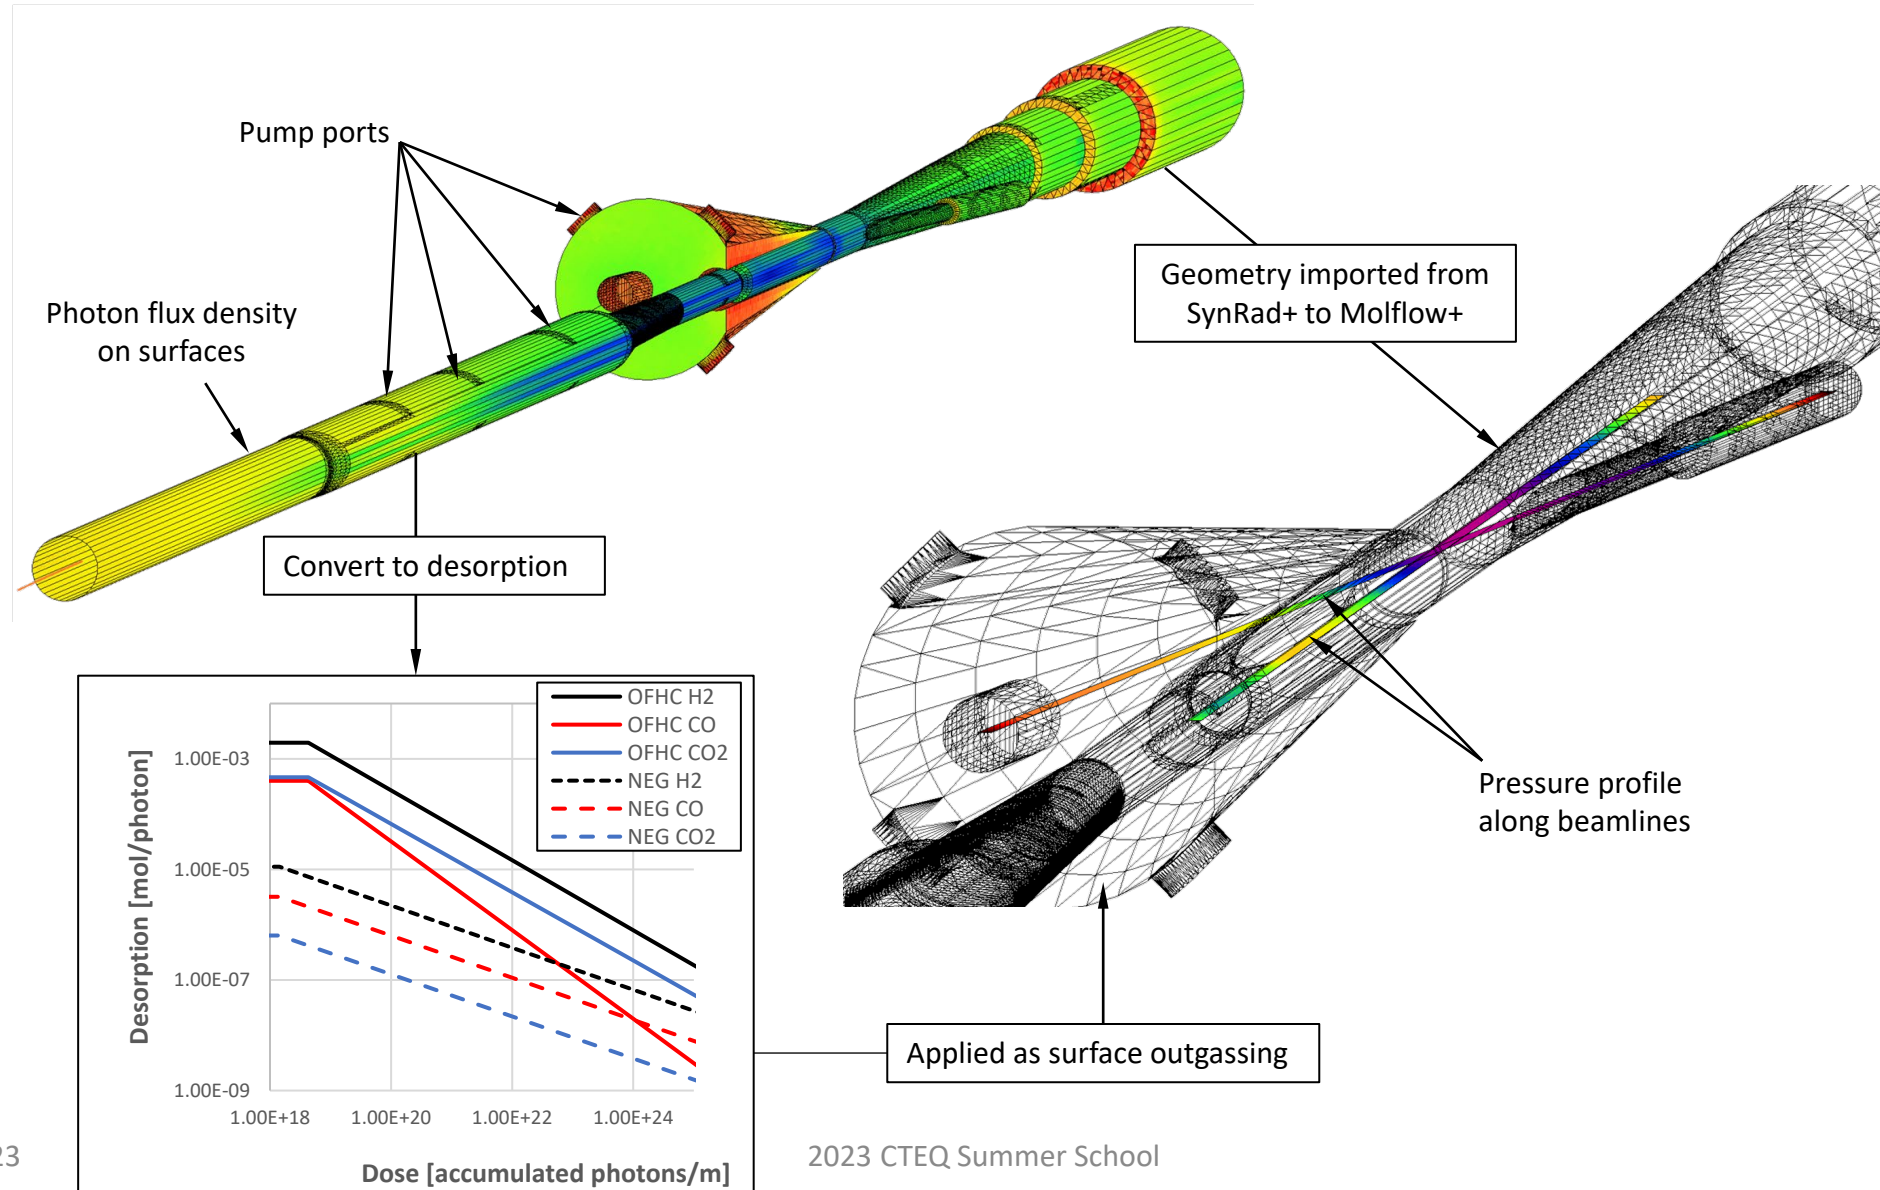 Pump ports
Photon flux density
on surfaces
Geometry imported from
SynRad+ to Molflow+
Convert to desorption
Pressure profile
along beamlines
Applied as surface outgassing
OFHC H2
OFHC CO
OFHC CO2
NEG H2
NEG CO
NEG CO2
Desorption [mol/photon]
1.00E-03
1.00E-05
1.00E-07
1.00E-09
1.00E+18 1.00E+20 1.00E+22 1.00E+24
Dose [accumulated photons/m]
23
2023 CTEQ Summer School